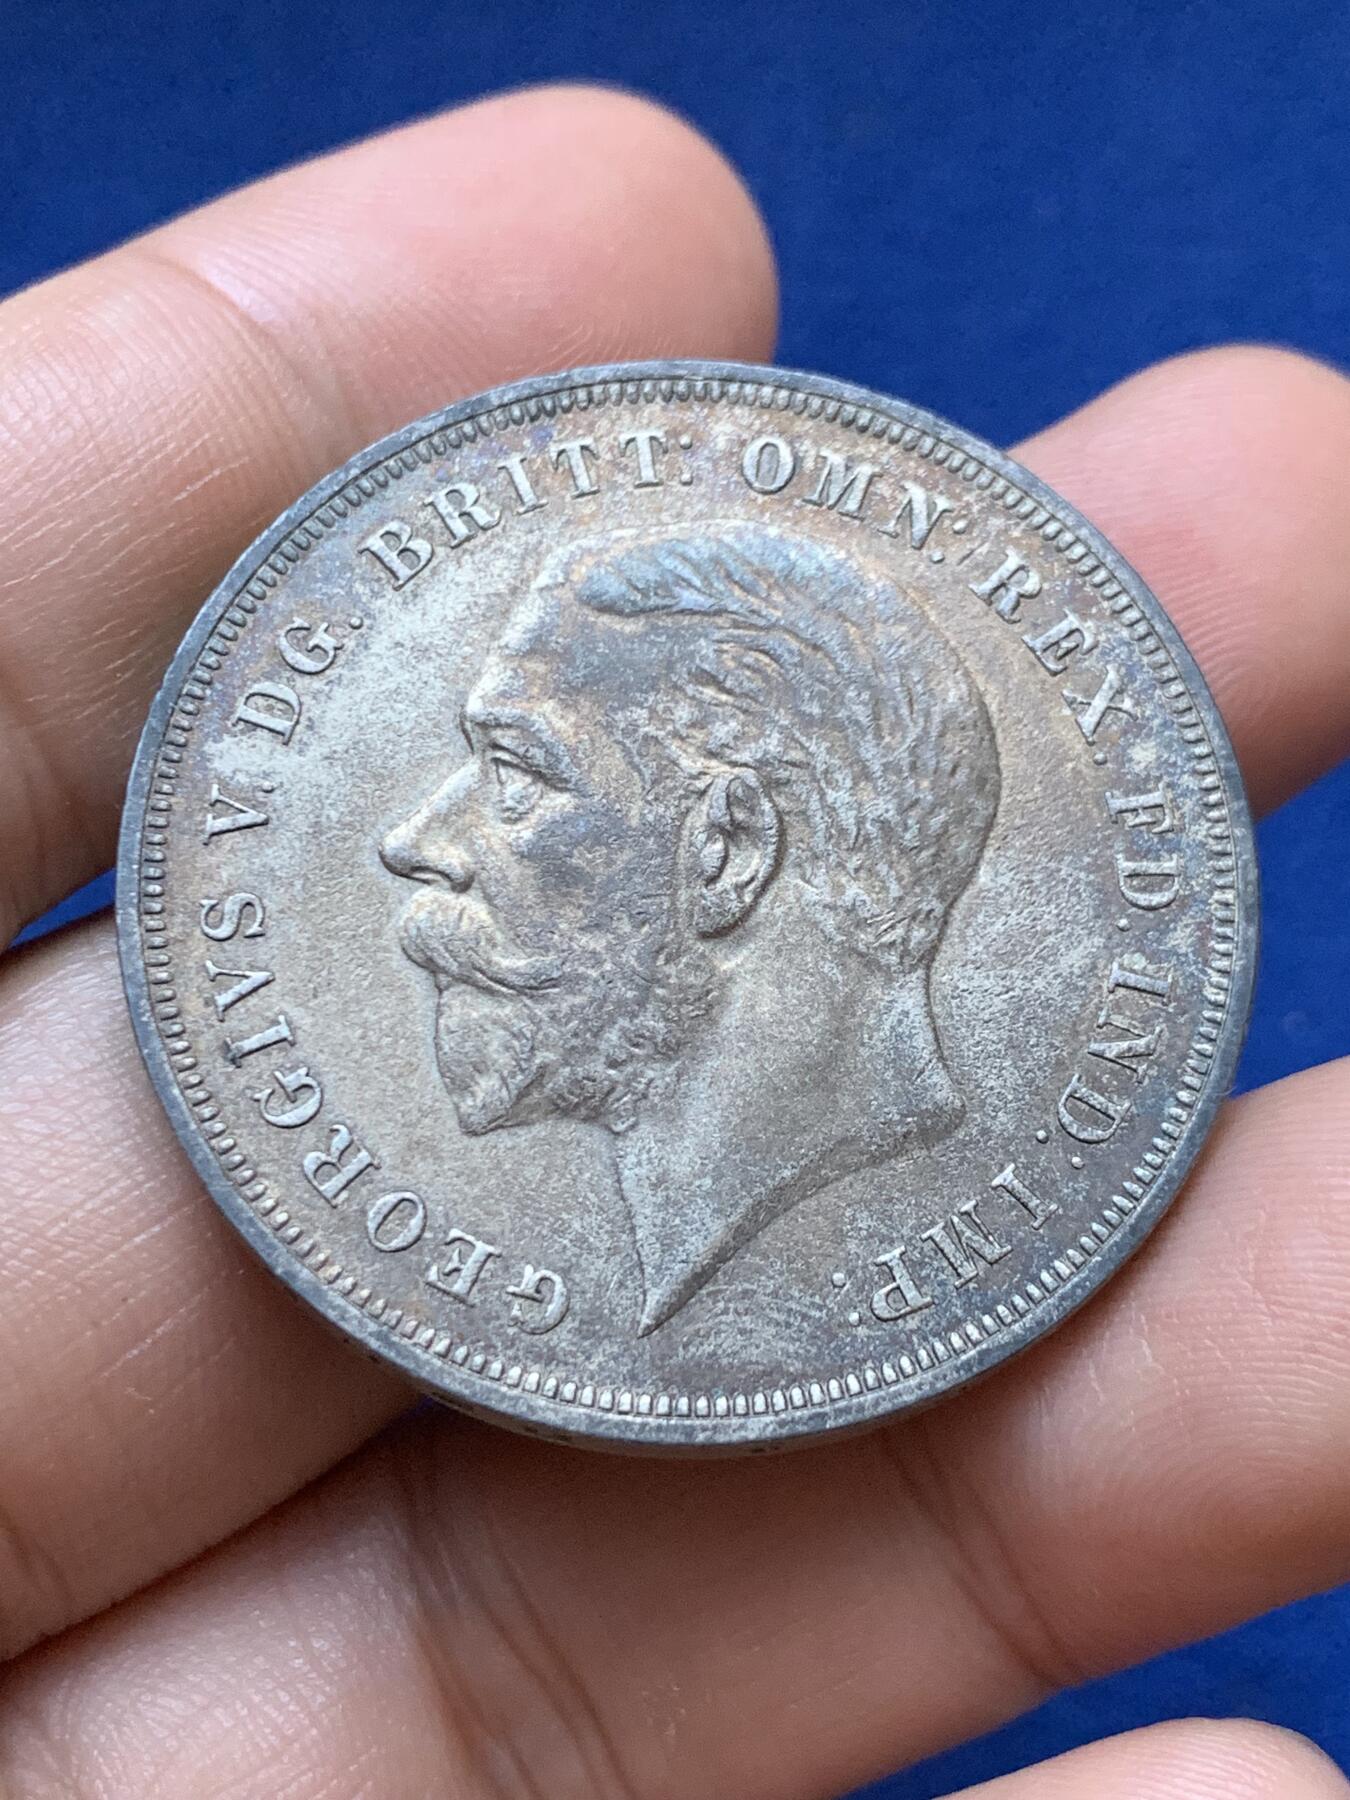 GEORGIVS V. DG. BRITT: OMN: REX. FD. IND. IMP: